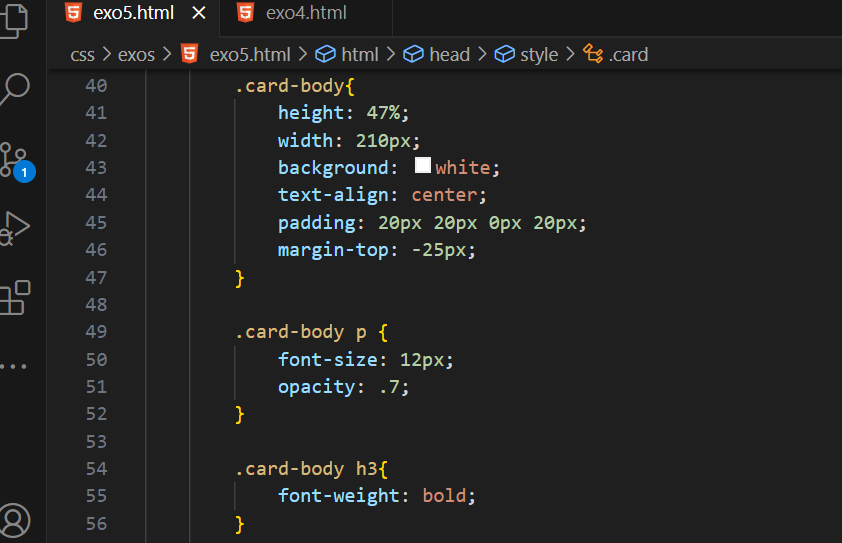 exo5.html
exo4.html
css > exos > exo5.html > html > head > style > .card
40 .card-body{
41 height: 47%;
42 width: 210px;
43 background: white;
44 text-align: center;
45 padding: 20px 20px 0px 20px;
46 margin-top: -25px;
47 }
48
49 .card-body p {
50 font-size: 12px;
51 opacity: .7;
52 }
53
54 .card-body h3{
55 font-weight: bold;
56 }
1